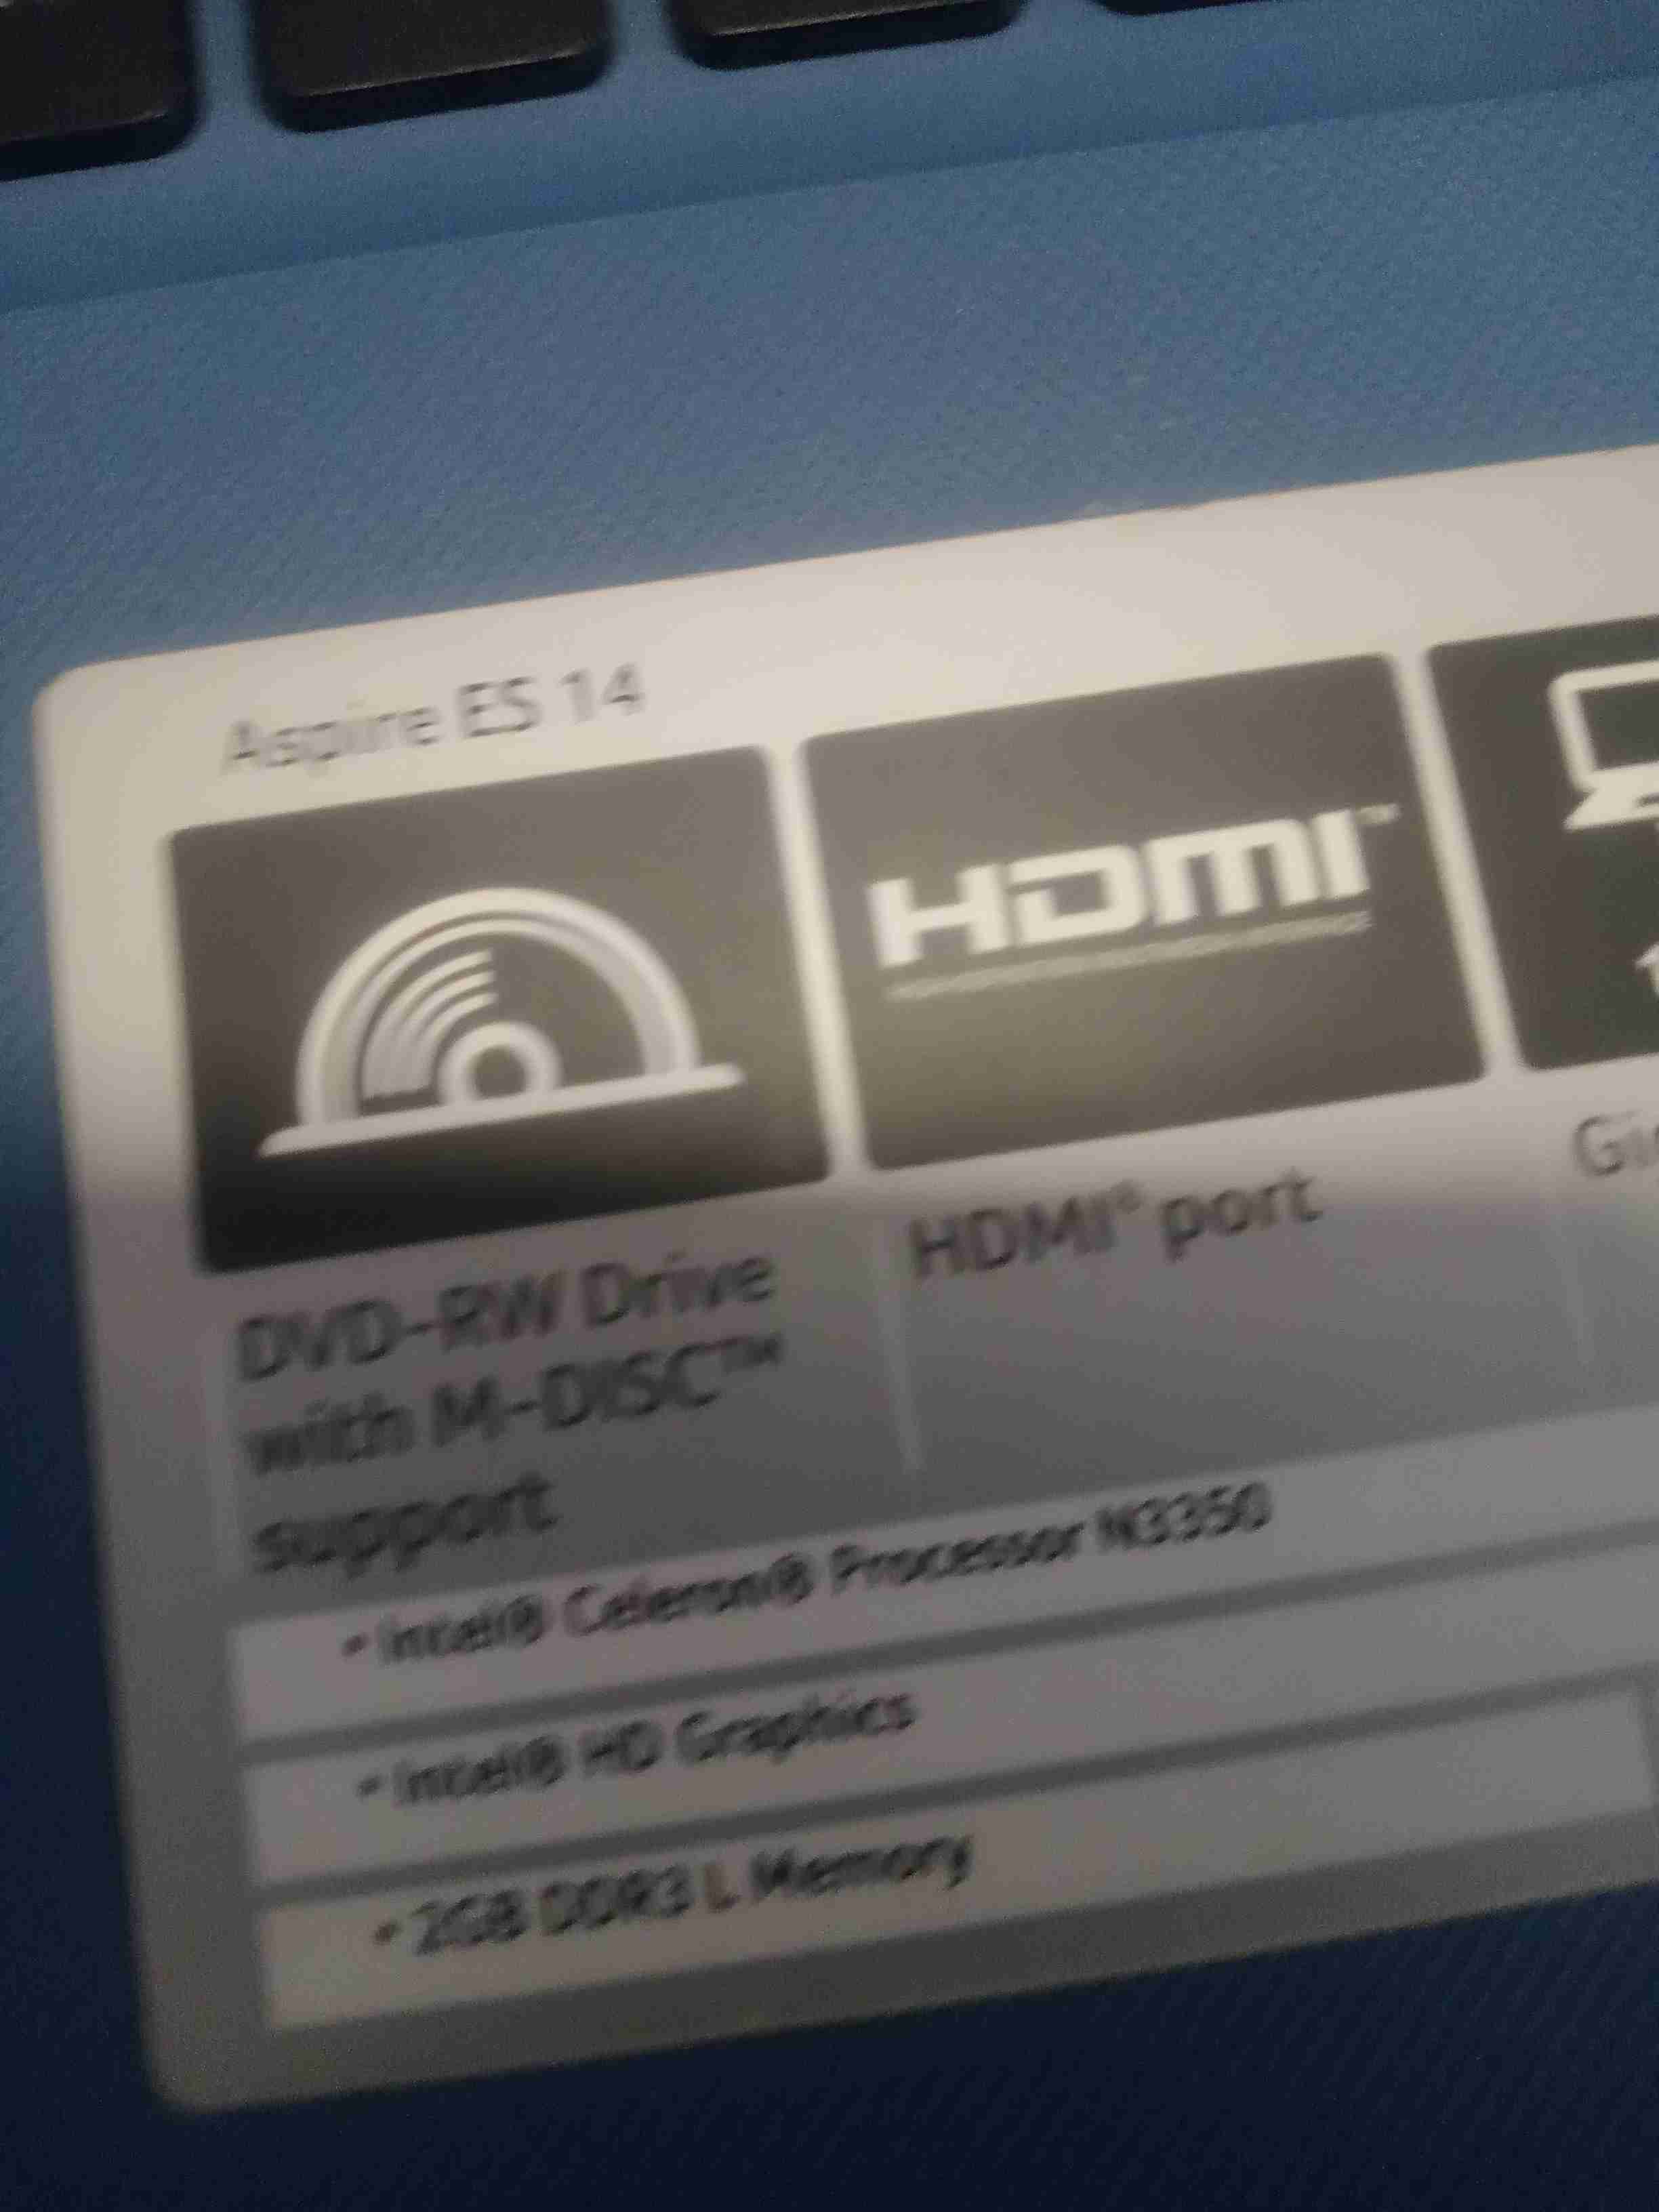 Aspire ES 14
HDMI™
DVD-RW Drive
with M-DISC™
support
HDMI® port
• Intel® Celeron® Processor N3350
• Intel® HD Graphics
• 2GB DDR3 L Memory